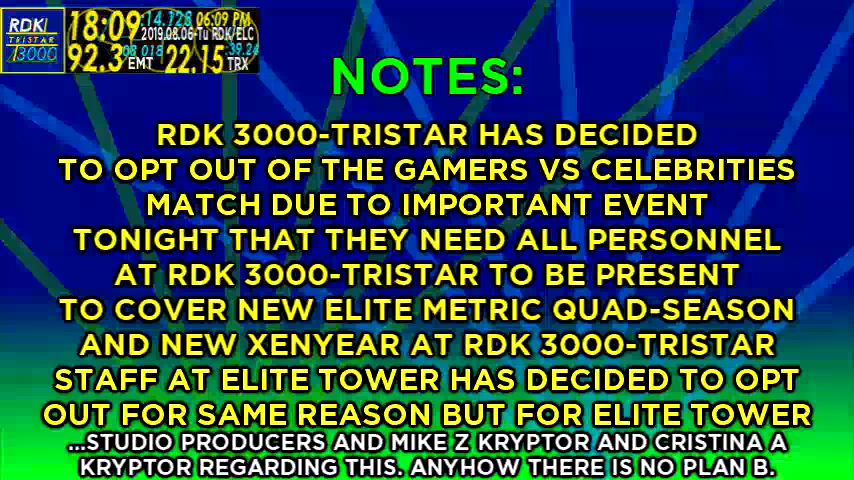 RDK/
TRISTAR
/3000
18:09:14.128 06:09 PM
2019.08.06-Tu RDK/ELC
92.3 08 018 EMT 22.15 :39.24 TRX
NOTES:
RDK 3000-TRISTAR HAS DECIDED
TO OPT OUT OF THE GAMERS VS CELEBRITIES
MATCH DUE TO IMPORTANT EVENT
TONIGHT THAT THEY NEED ALL PERSONNEL
AT RDK 3000-TRISTAR TO BE PRESENT
TO COVER NEW ELITE METRIC QUAD-SEASON
AND NEW XENYEAR AT RDK 3000-TRISTAR
STAFF AT ELITE TOWER HAS DECIDED TO OPT
OUT FOR SAME REASON BUT FOR ELITE TOWER
...STUDIO PRODUCERS AND MIKE Z KRYPTOR AND CRISTINA A
KRYPTOR REGARDING THIS. ANYHOW THERE IS NO PLAN B.